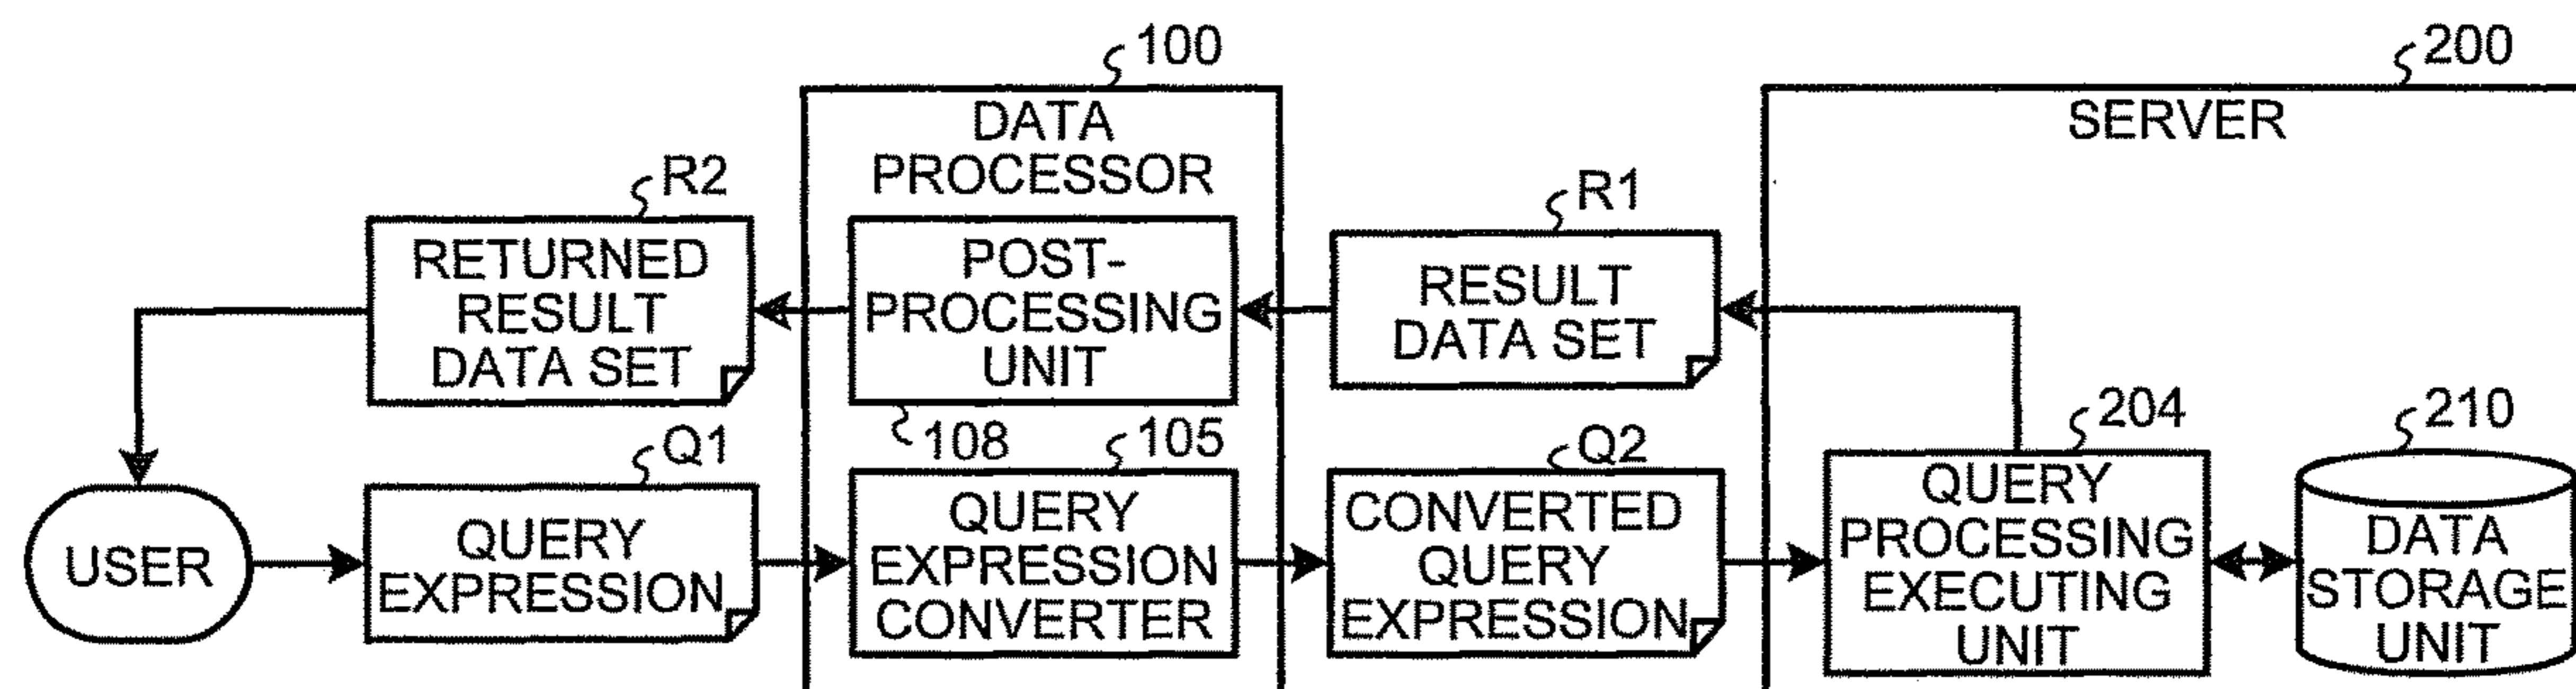 100
200
DATA
PROCESSOR
SERVER
R2
R1
RETURNED
RESULT
DATA SET
POST-
PROCESSING
UNIT
RESULT
DATA SET
108
105
Q1
Q2
204
210
USER
QUERY
EXPRESSION
QUERY
EXPRESSION
CONVERTER
CONVERTED
QUERY
EXPRESSION
QUERY
PROCESSING
EXECUTING
UNIT
DATA
STORAGE
UNIT